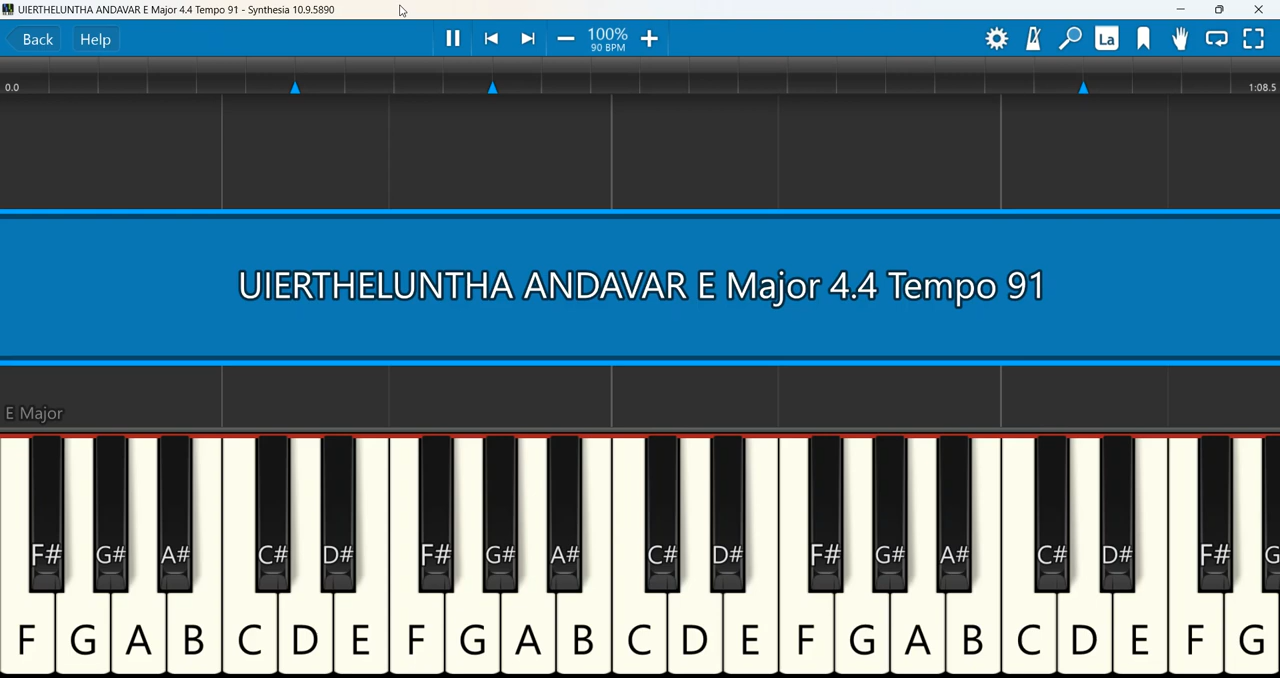 UIERTHELUNTHA ANDAVAR E Major 4.4 Tempo 91 - Synthesia 10.9.5890
Back Help 100% La
90 BPM
0.0 1:08.5
UIERTHELUNTHA ANDAVAR E Major 4.4 Tempo 91
E Major
F# G# A# C# D# F# G# A# C# D# F# G# A# C# D# F# G
F G A B C D E F G A B C D E F G A B C D E F G